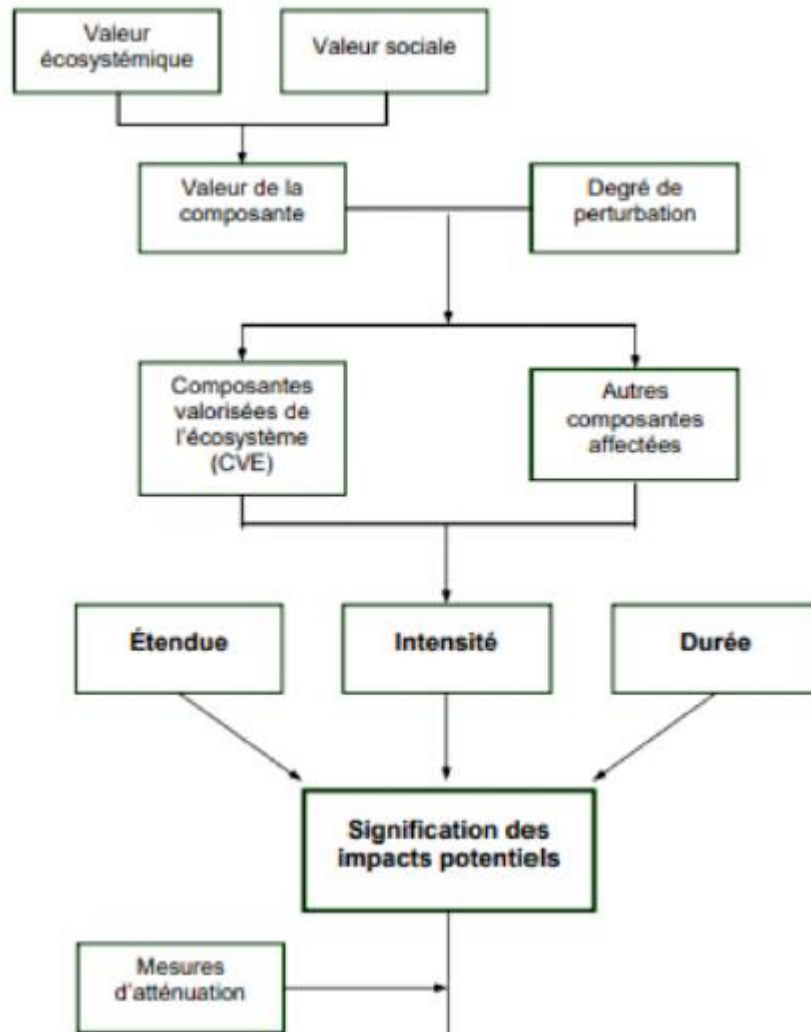 Valeur
écosystémique
Valeur sociale
Valeur de la
composante
Degré de
perturbation
Composantes
valorisées de
l'écosystème
(CVE)
Autres
composantes
affectées
Étendue
Intensité
Durée
Signification des
impacts potentiels
Mesures
d'atténuation